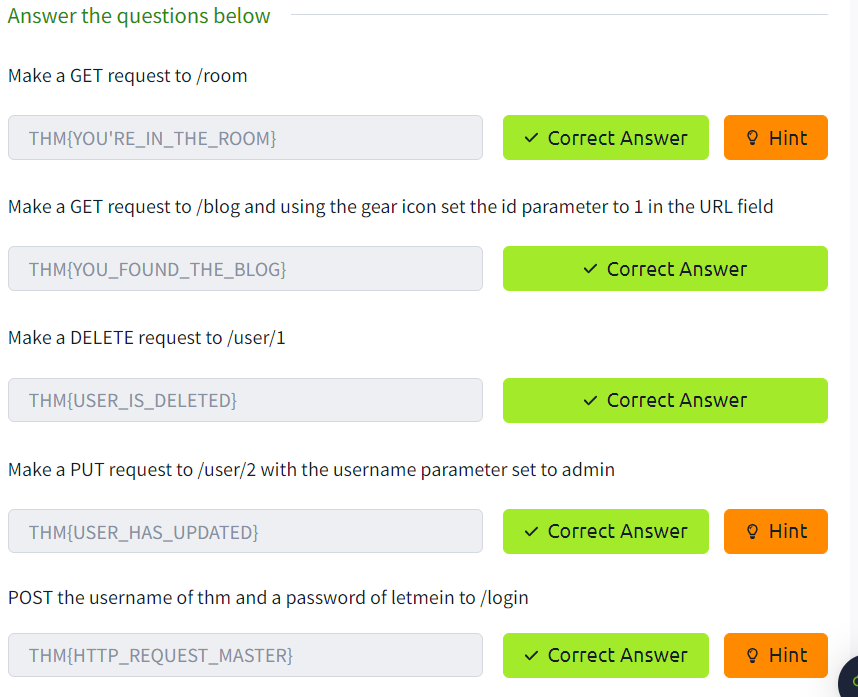 Answer the questions below
Make a GET request to /room
THM{YOU'RE_IN_THE_ROOM}
Correct Answer
Hint
Make a GET request to /blog and using the gear icon set the id parameter to 1 in the URL field
THM{YOU_FOUND_THE_BLOG}
Correct Answer
Make a DELETE request to /user/1
THM{USER_IS_DELETED}
Correct Answer
Make a PUT request to /user/2 with the username parameter set to admin
THM{USER_HAS_UPDATED}
Correct Answer
Hint
POST the username of thm and a password of letmein to /login
THM{HTTP_REQUEST_MASTER}
Correct Answer
Hint